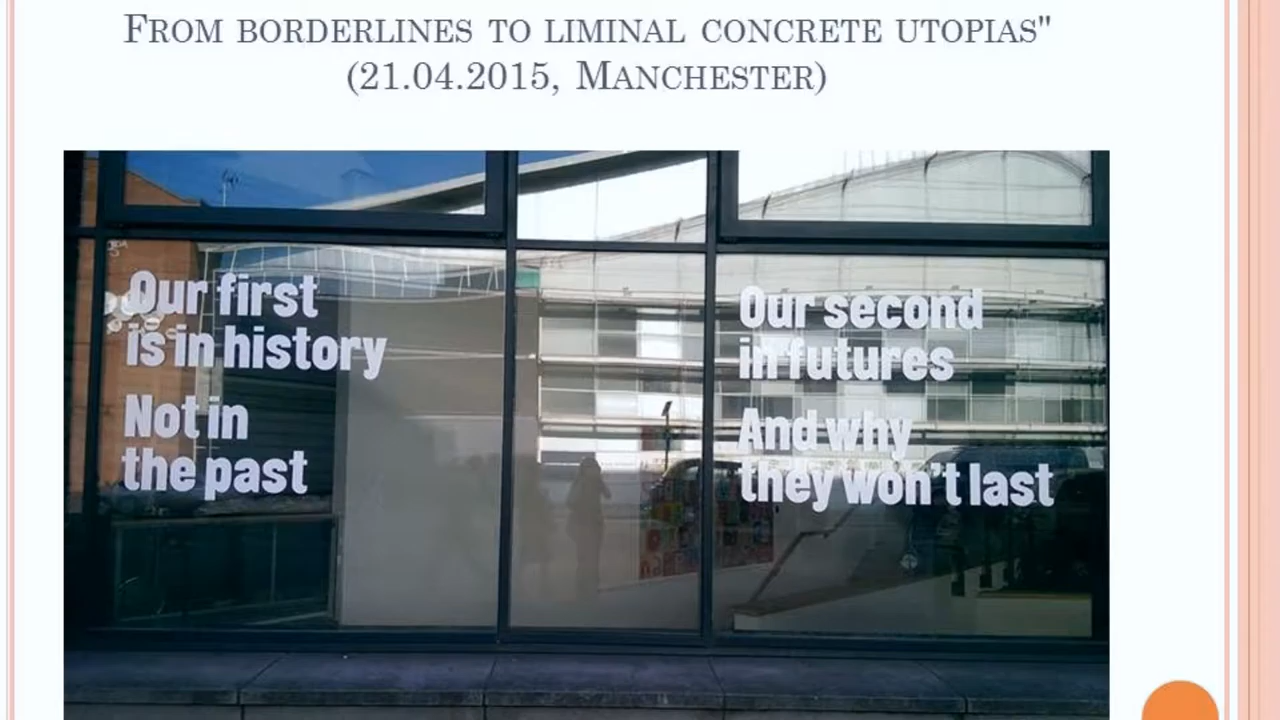 FROM BORDERLINES TO LIMINAL CONCRETE UTOPIAS"
(21.04.2015, MANCHESTER)
Our first
is in history
Not in
the past
Our second
in futures
And why
they won't last